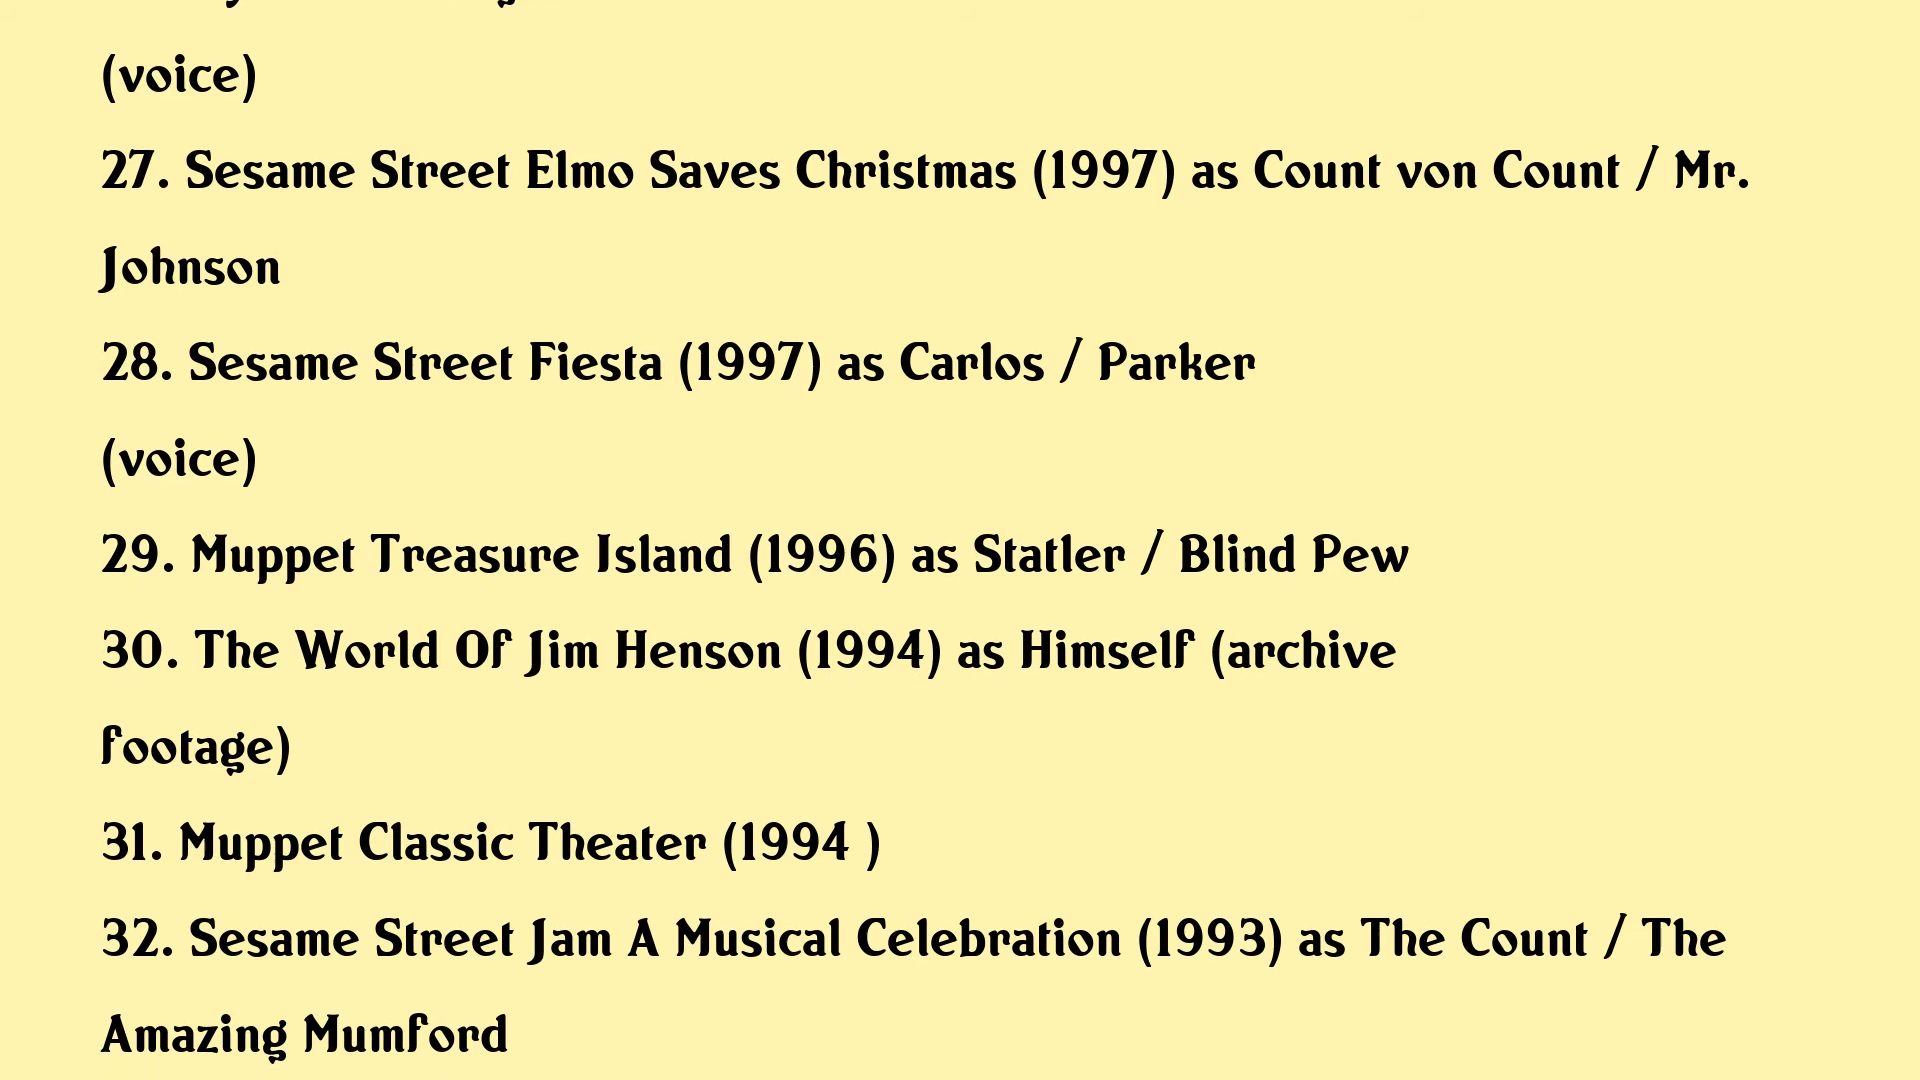 (voice)
27. Sesame Street Elmo Saves Christmas (1997) as Count von Count / Mr.
Johnson
28. Sesame Street Fiesta (1997) as Carlos / Parker
(voice)
29. Muppet Treasure Island (1996) as Statler / Blind Pew
30. The World Of Jim Henson (1994) as Himself (archive
footage)
31. Muppet Classic Theater (1994 )
32. Sesame Street Jam A Musical Celebration (1993) as The Count / The
Amazing Mumford